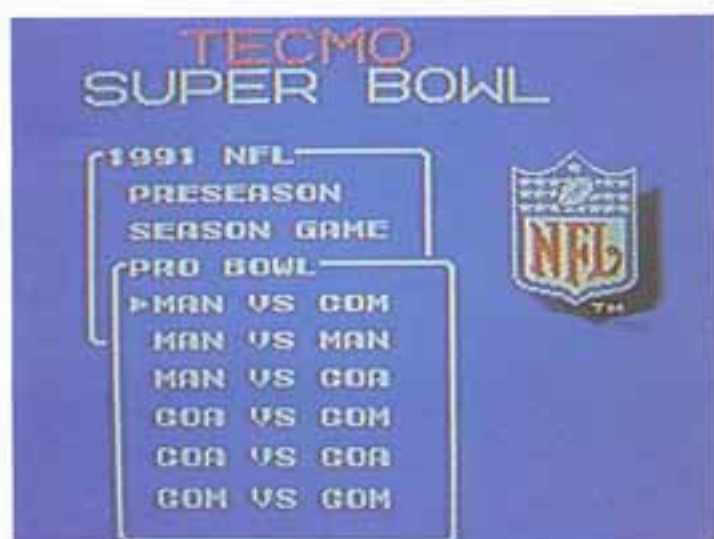 TECMO
SUPER BOWL
1991 NFL
PRESEASON
SEASON GAME
PRO BOWL
MAN VS COM
MAN VS MAN
MAN VS COA
COA VS COM
COA VS COA
COM VS COM
NFL
TM